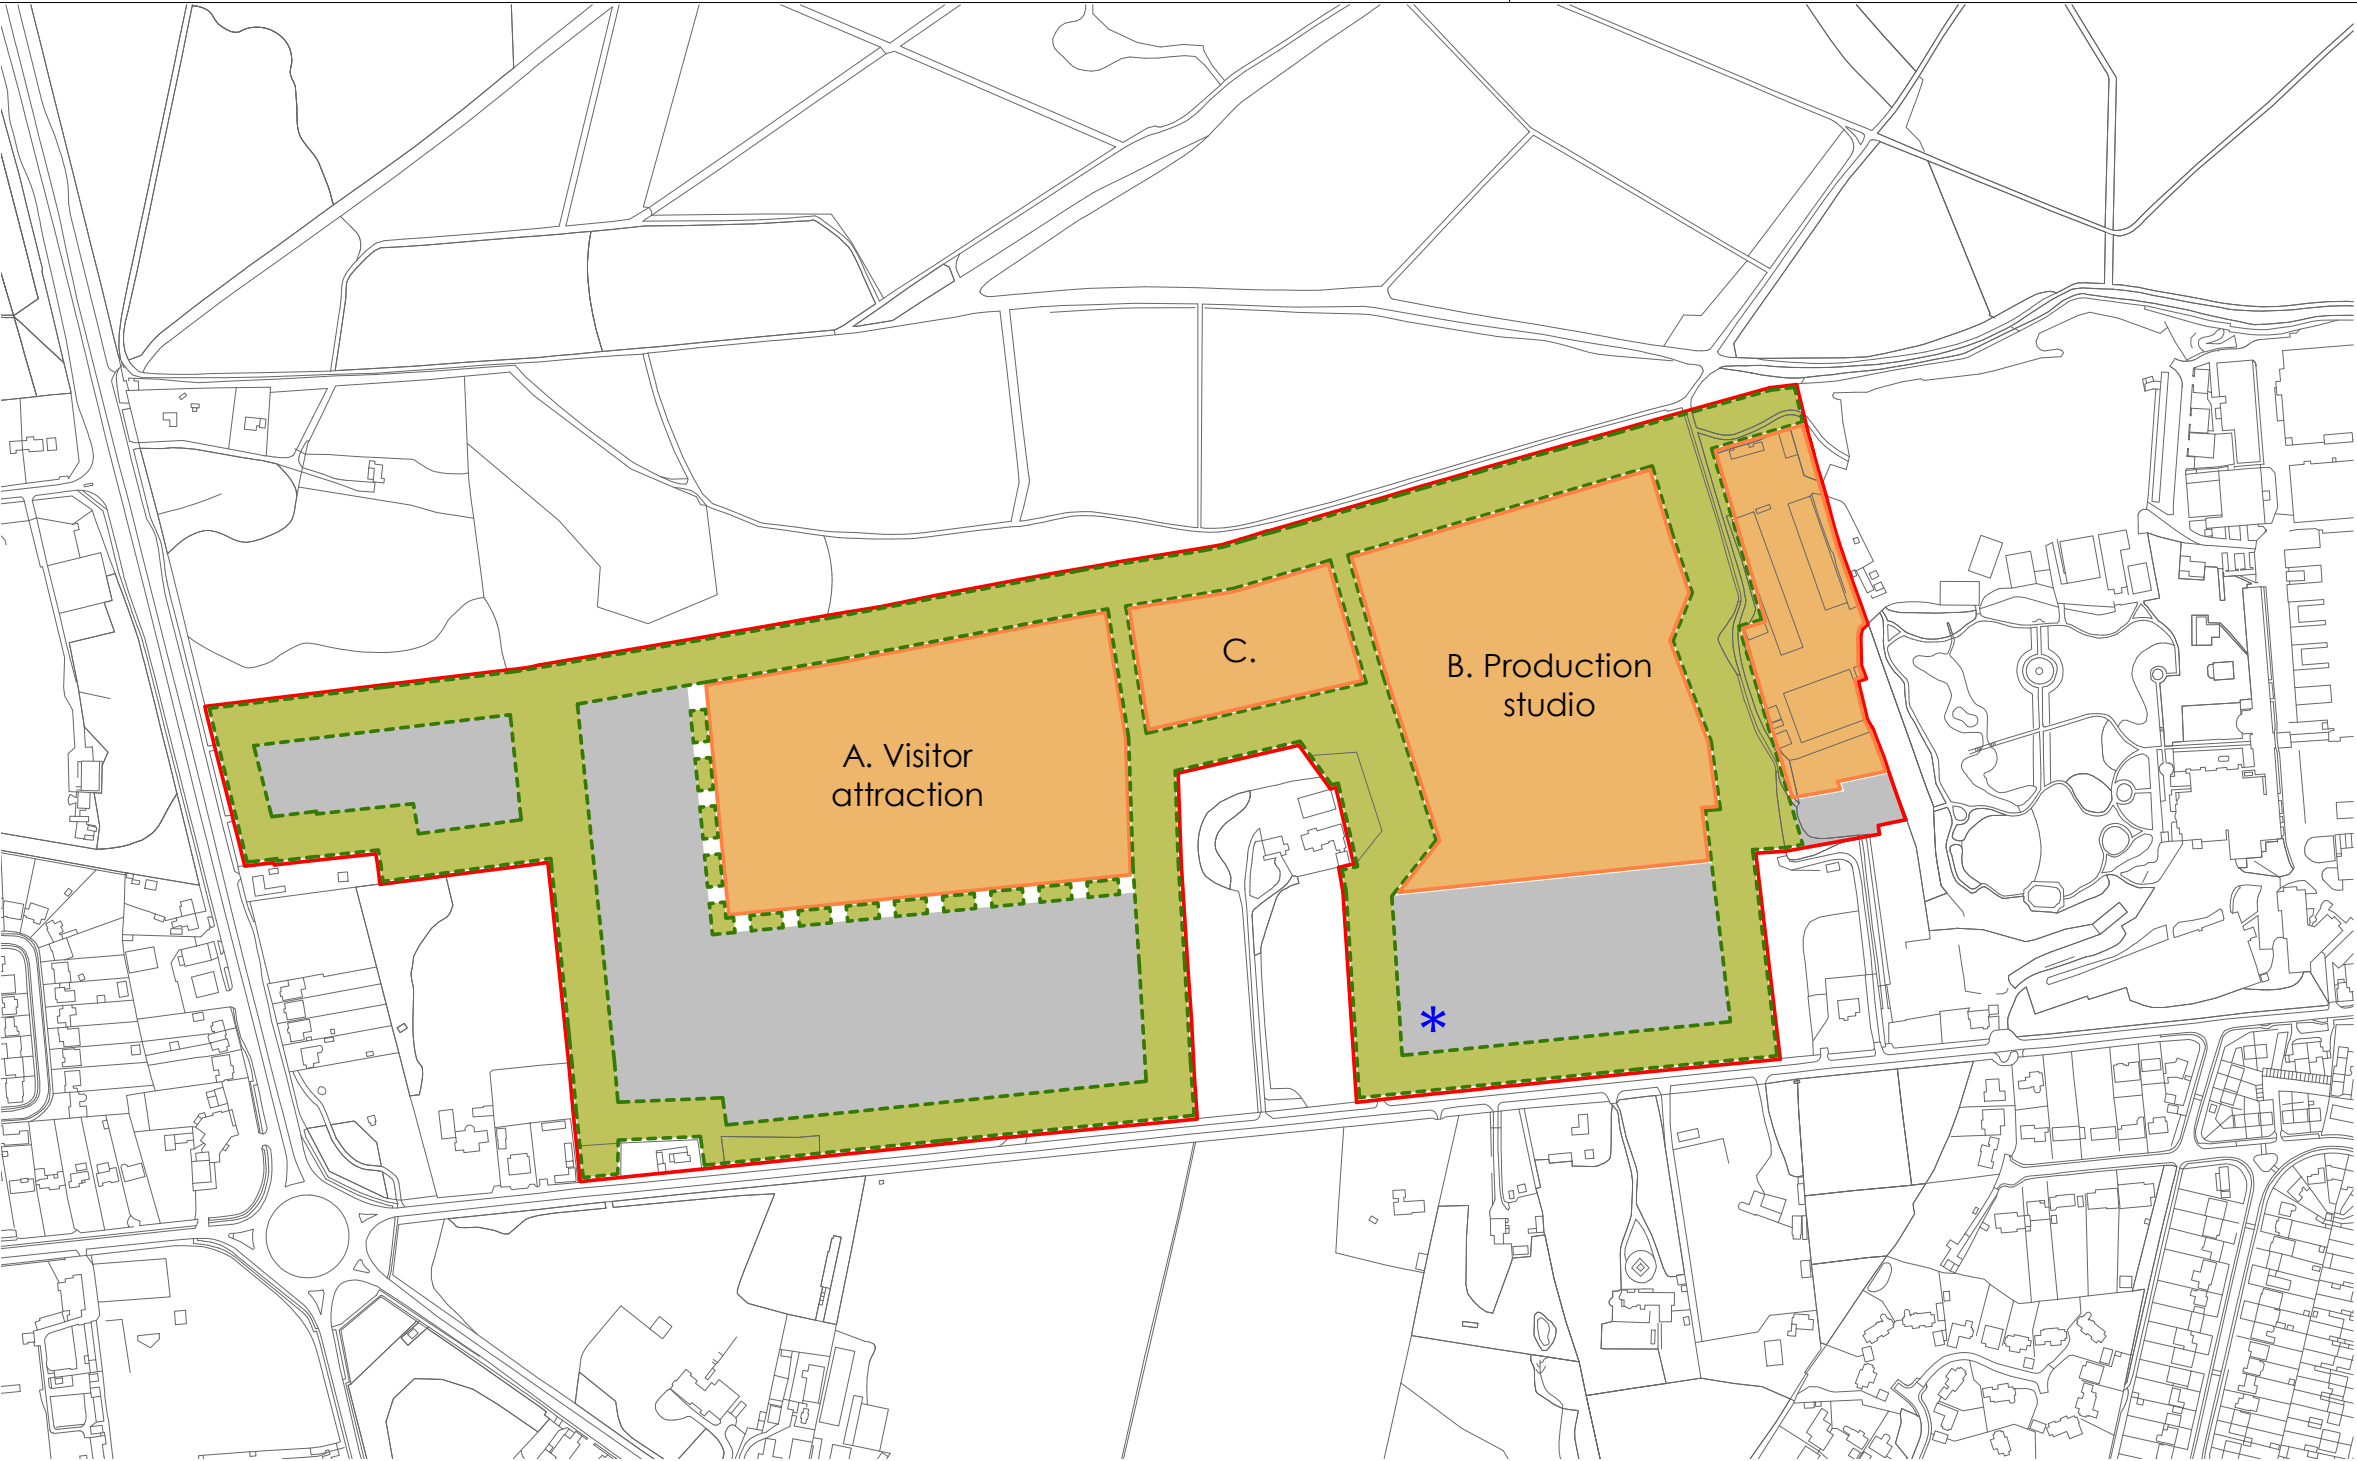 C.
B. Production
studio
A. Visitor
attraction
*